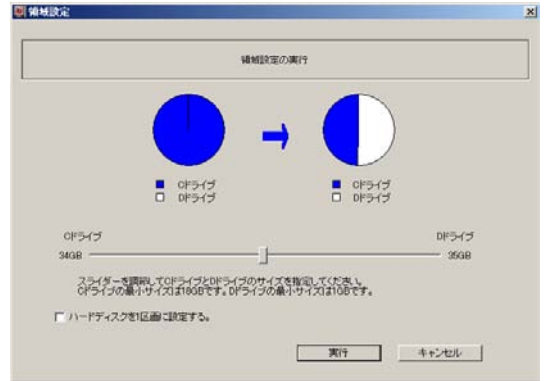 領域設定
領域設定の実行
Cドライブ
Dドライブ
Cドライブ
Dドライブ
Cドライブ
Dドライブ
34GB
35GB
スライダーを調節してCドライブとDドライブのサイズを指定してください。
Cドライブの最小サイズは18GBです。Dドライブの最小サイズは1GBです。
ハードディスクを1区画に設定する。
実行
キャンセル